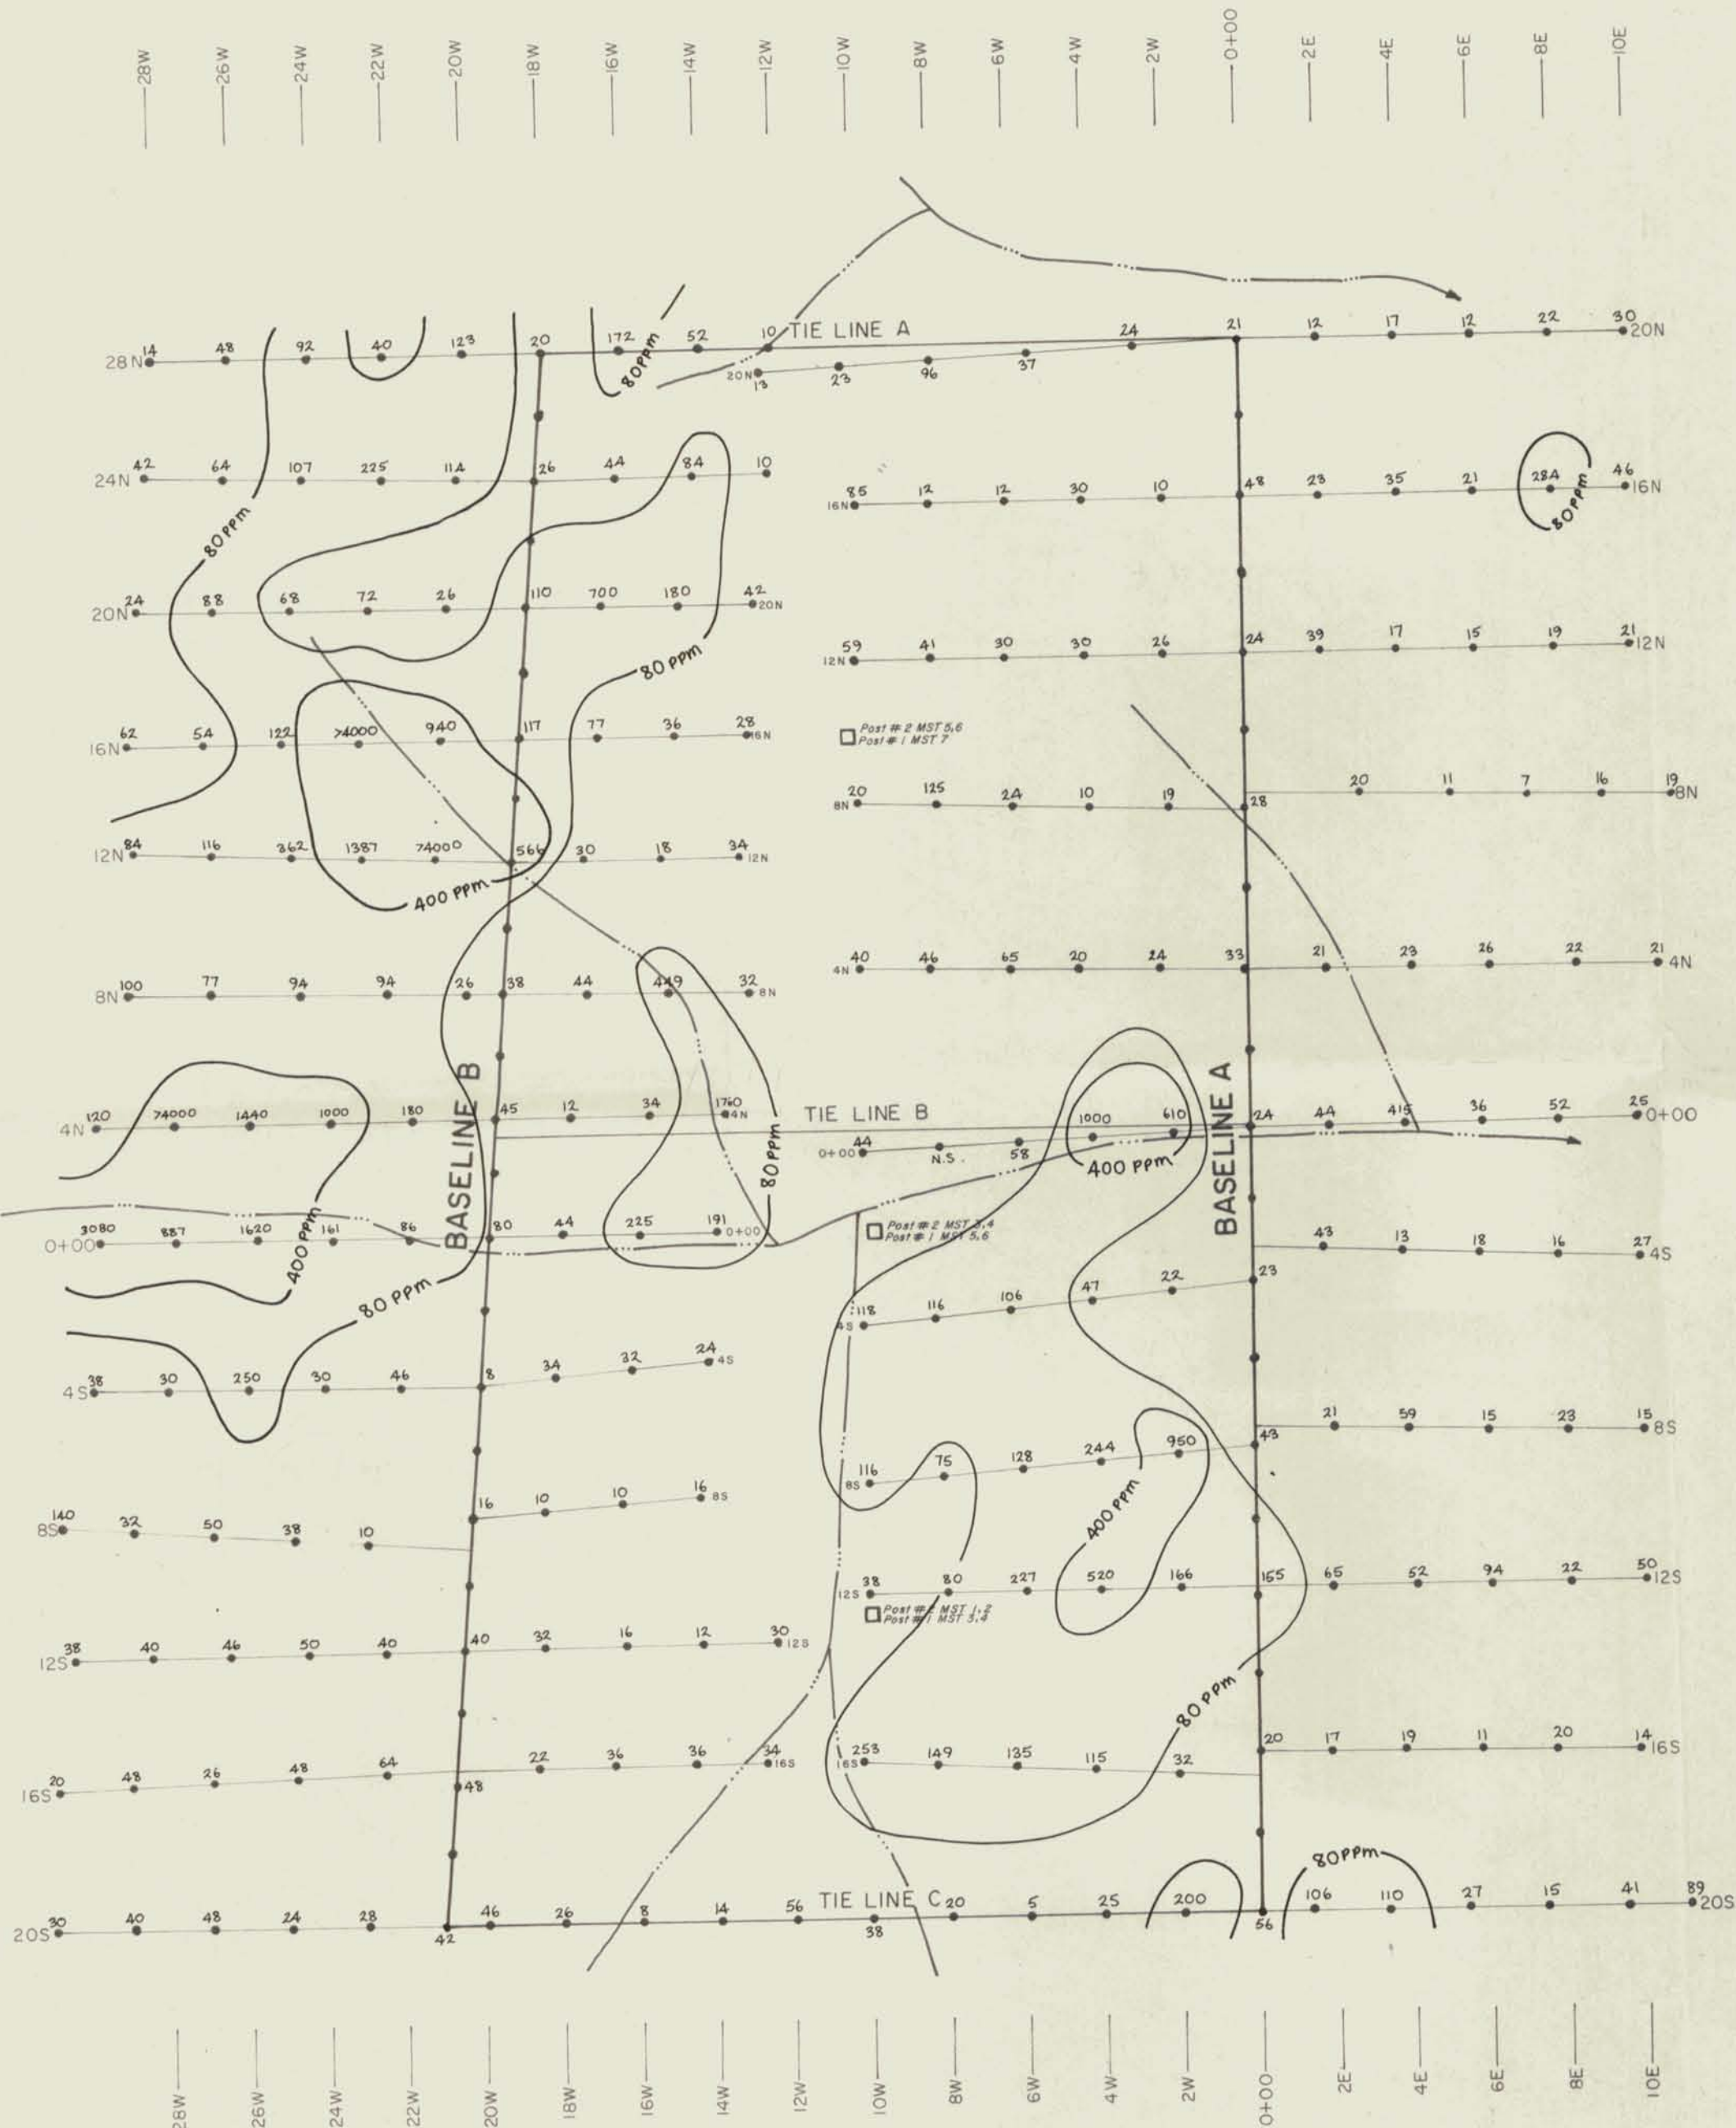 28W 26W 24W 22W 20W 18W 16W 14W 12W 10W 8W 6W 4W 2W 0+00 2E 4E 6E 8E 10E
TIE LINE A
28N 14 48 92 40 123 20 172 52 10 24 21 12 17 12 22 30 20N
80PPM
20N 13 23 96 37
24N 42 64 107 225 114 26 44 84 10
16N 85 12 12 30 10 48 23 35 21 284 46 16N
80PPM
80PPM
20N 24 88 68 72 26 110 700 180 42 20N
12N 59 41 30 30 26 24 39 17 15 19 21 12N
80 PPM
16N 62 54 122 >4000 940 117 77 36 28 16N
Post # 2 MST 5,6
Post # 1 MST 7
8N 20 125 24 10 19 28 20 11 7 16 19 8N
12N 84 116 362 1387 74000 566 30 18 34 12N
400 PPM
4N 40 46 65 20 24 33 21 23 26 22 21 4N
8N 100 77 94 94 26 38 44 449 32 8N
BASELINE B
BASELINE A
4N 120 74000 1440 1000 180 45 12 34 1760 4N
TIE LINE B
0+00 44 N.S. 58 1000 610 24 44 415 36 52 25 0+00
400 PPM
80 PPM
0+00 3080 887 1620 161 86 80 44 225 191 0+00
400 PPM
Post # 2 MST 3,4
Post # 1 MST 5,6
43 13 18 16 27 4S
80 PPM
4S 118 116 106 47 22 23
4S 38 30 250 30 46 8 34 32 24 4S
21 59 15 23 15 8S
8S 116 75 128 244 950 43
400 PPM
8S 140 32 50 38 10 16 10 10 16 8S
12S 38 80 227 520 166 155 65 52 94 22 50 12S
Post # 2 MST 1,2
Post # 1 MST 3,4
12S 38 40 46 50 40 40 32 16 12 30 12S
80 PPM
16S 20 48 26 48 64 48 22 36 36 34 16S
16S 253 149 135 115 32 20 17 19 11 20 14 16S
80PPM
TIE LINE C
20S 30 40 48 24 28 42 46 26 8 14 56 38 20 5 25 200 56 106 110 27 15 41 89 20S
28W 26W 24W 22W 20W 18W 16W 14W 12W 10W 8W 6W 4W 2W 0+00 2E 4E 6E 8E 10E